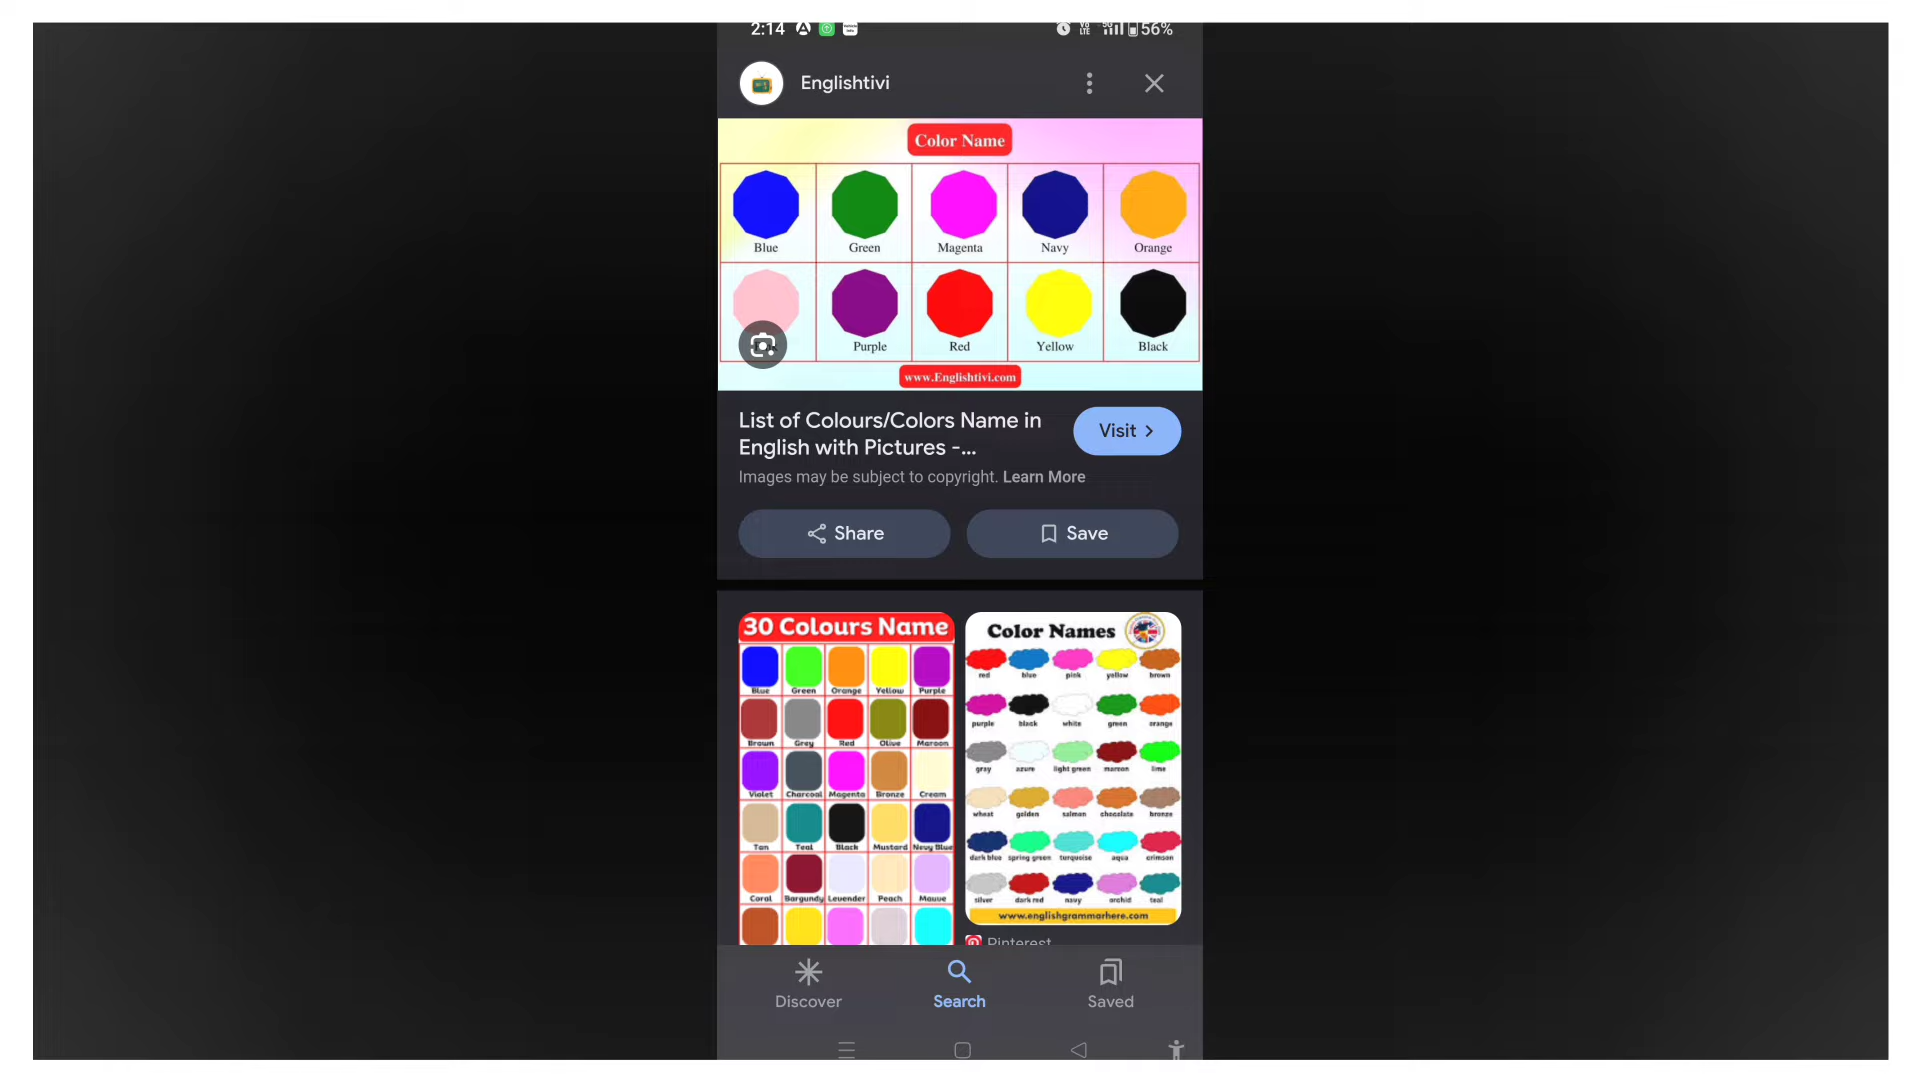 2:14 56%
Englishtivi
Color Name
Blue Green Magenta Navy Orange
Purple Red Yellow Black
www.Englishtivi.com
List of Colours/Colors Name in
English with Pictures -...
Visit
Images may be subject to copyright. Learn More
Share Save
30 Colours Name
Blue Green Orange Yellow Purple
Brown Grey Red Olive Maroon
Violet Charcoal Magenta Bronze Cream
Tan Teal Black Mustard Navy Blue
Coral Burgundy Levender Peach Mauve
Color Names
red blue pink yellow brown
purple black white green orange
gray azure light green maroon lime
wheat golden salmon chocolate bronze
dark blue spring green turquoise aqua crimson
silver dark red navy orchid teal
www.englishgrammarhere.com
Pinterest
Discover Search Saved